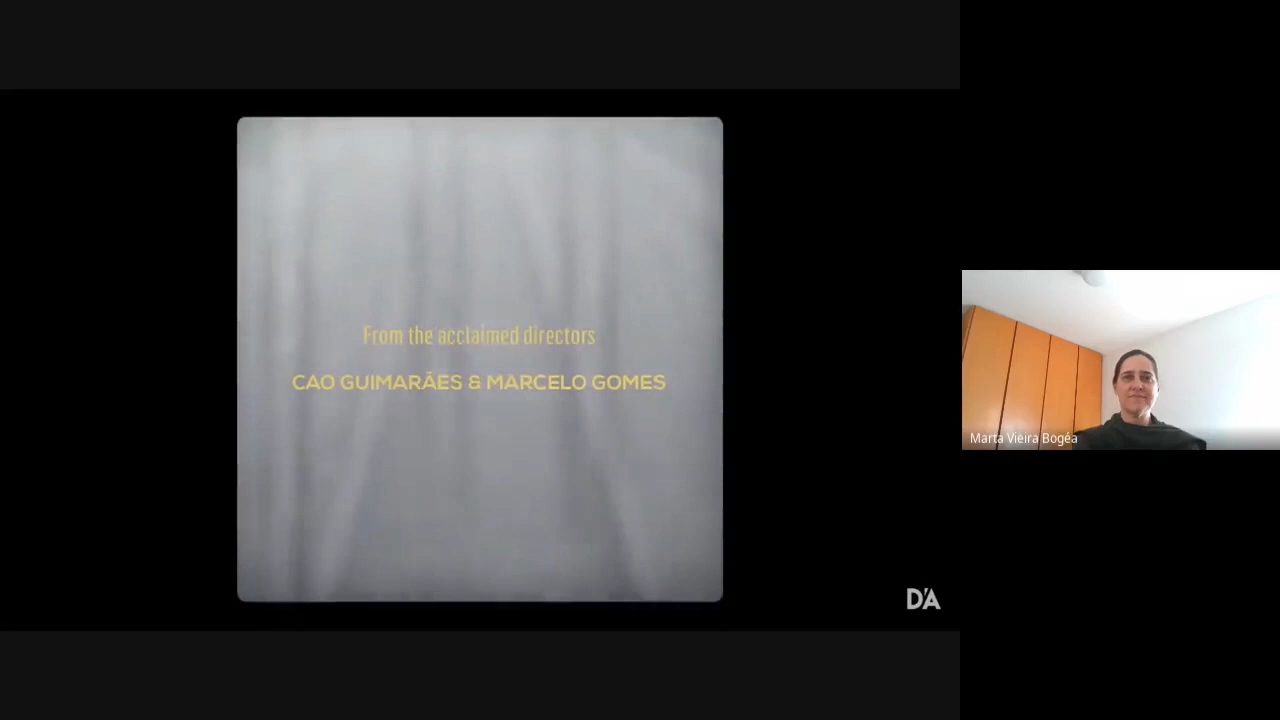 From the acclaimed directors
CAO GUIMARÃES & MARCELO GOMES
D'A
Marta Vieira Bogéa